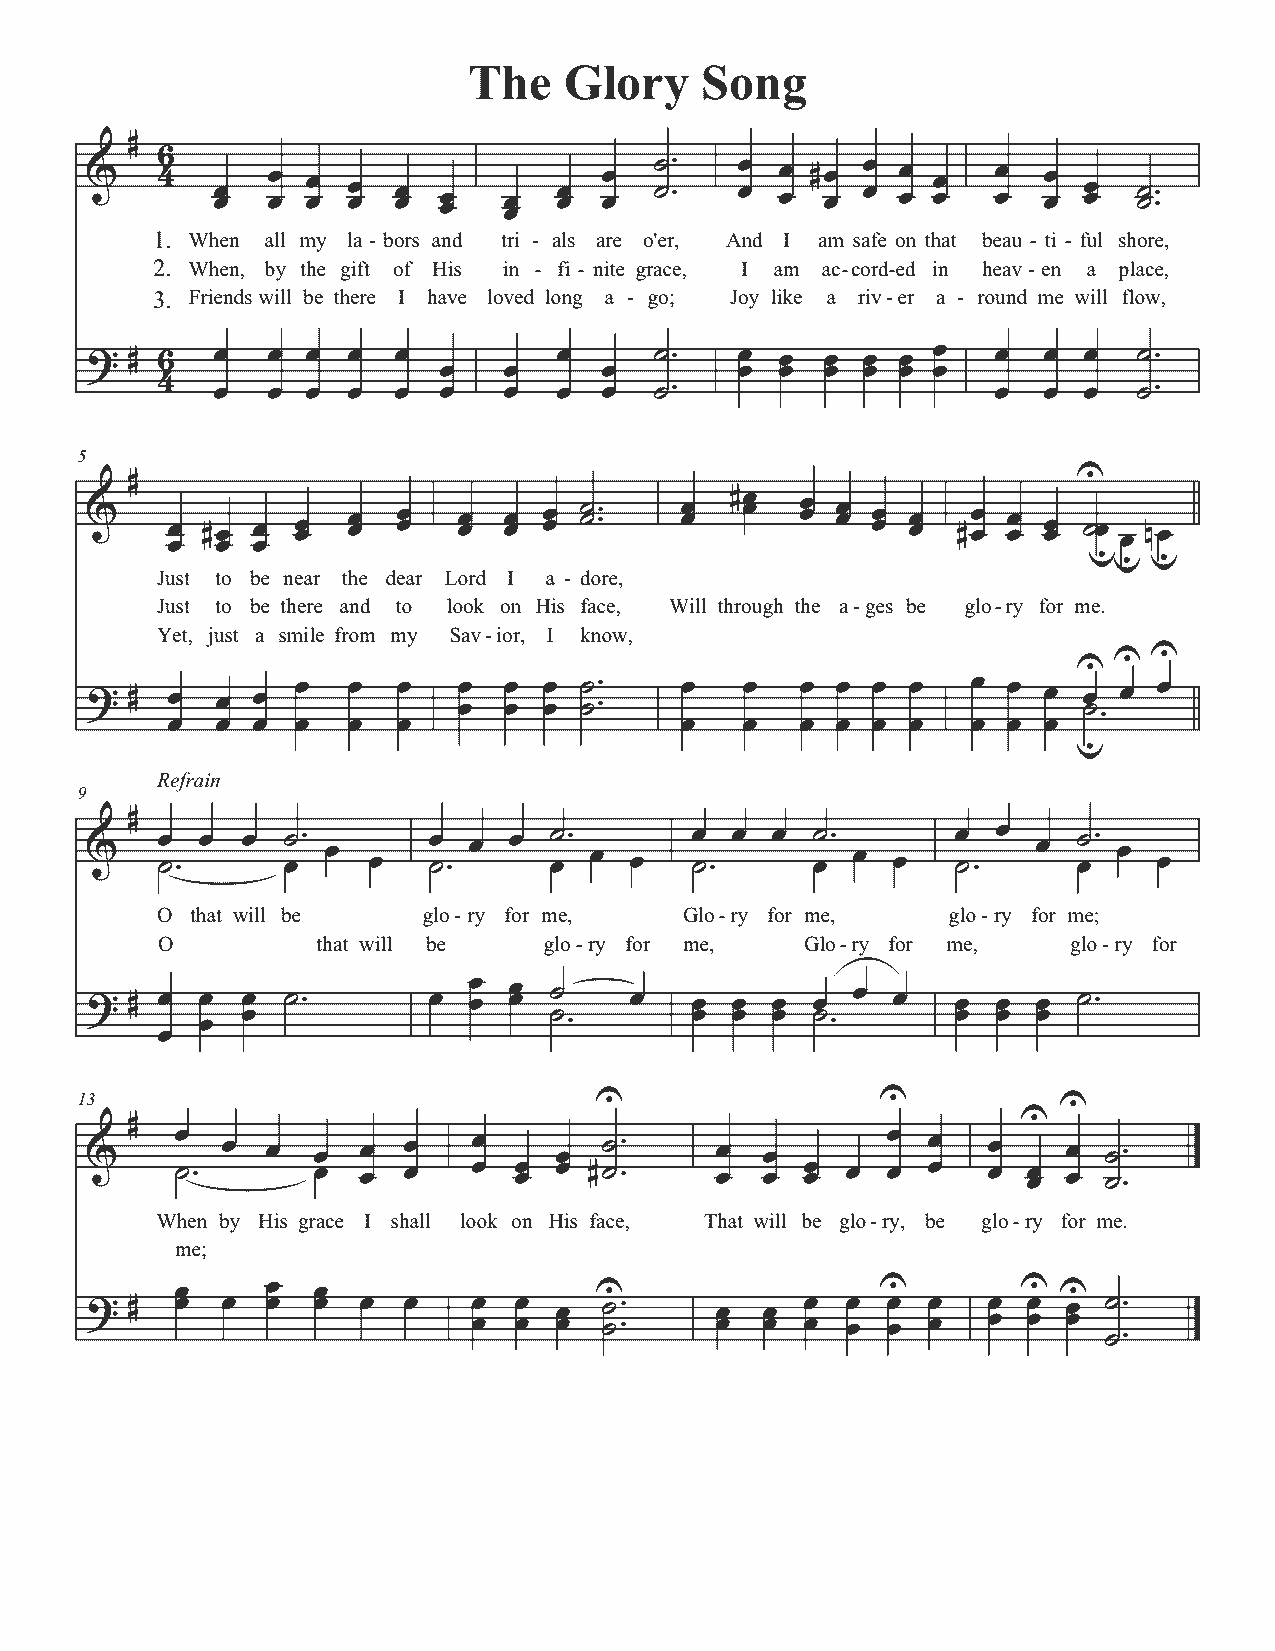 The Glory Song
6 4
1. When all my la - bors and tri - als are o'er, And I am safe on that beau - ti - ful shore,
2. When, by the gift of His in - fi - nite grace, I am ac - cord-ed in heav - en a place,
3. Friends will be there I have loved long a - go; Joy like a riv - er a - round me will flow,
6 4
5
Just to be near the dear Lord I a - dore,
Just to be there and to look on His face, Will through the a - ges be glo - ry for me.
Yet, just a smile from my Sav - ior, I know,
Refrain
9
O that will be glo - ry for me, Glo - ry for me, glo - ry for me;
O that will be glo - ry for me, Glo - ry for me, glo - ry for
13
When by His grace I shall look on His face, That will be glo - ry, be glo - ry for me.
me;